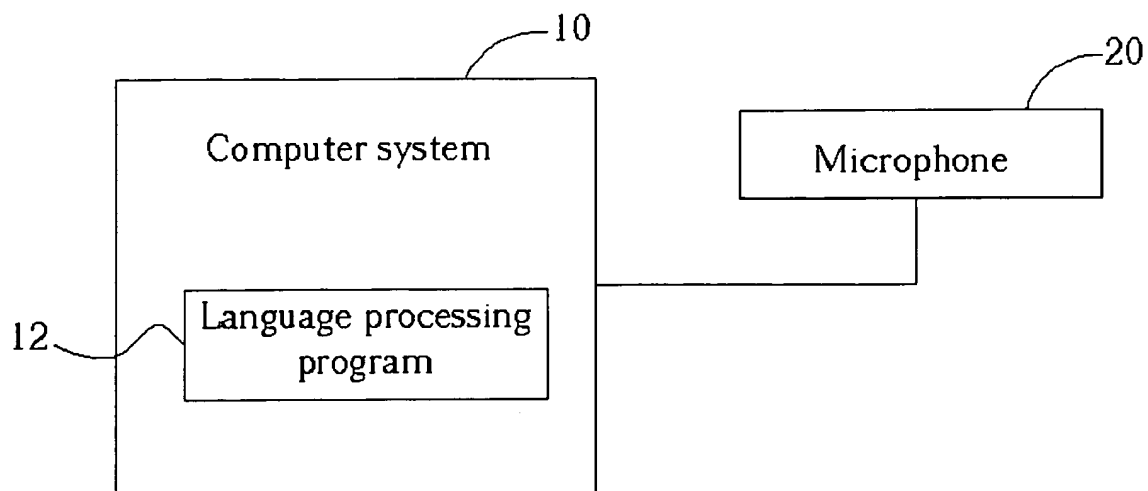 10
20
Computer system
Microphone
Language processing
program
12